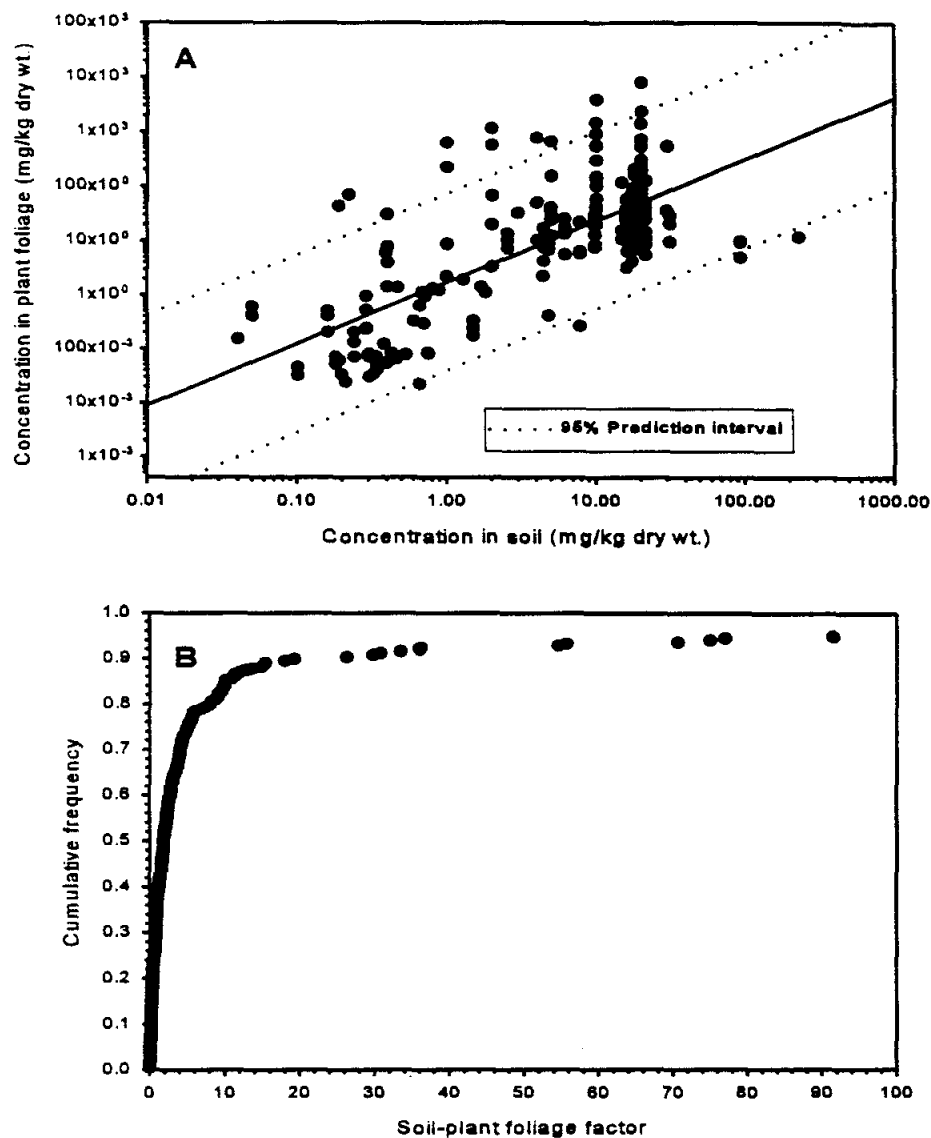 A
100x10³
10x10³
1x10³
100x10⁰
10x10⁰
1x10⁰
100x10⁻³
10x10⁻³
1x10⁻³
Concentration in plant foliage (mg/kg dry wt.)
95% Prediction interval
0.01 0.10 1.00 10.00 100.00 1000.00
Concentration in soil (mg/kg dry wt.)
B
1.0
0.9
0.8
0.7
0.6
0.5
0.4
0.3
0.2
0.1
0.0
Cumulative frequency
0 10 20 30 40 50 60 70 80 90 100
Soil-plant foliage factor